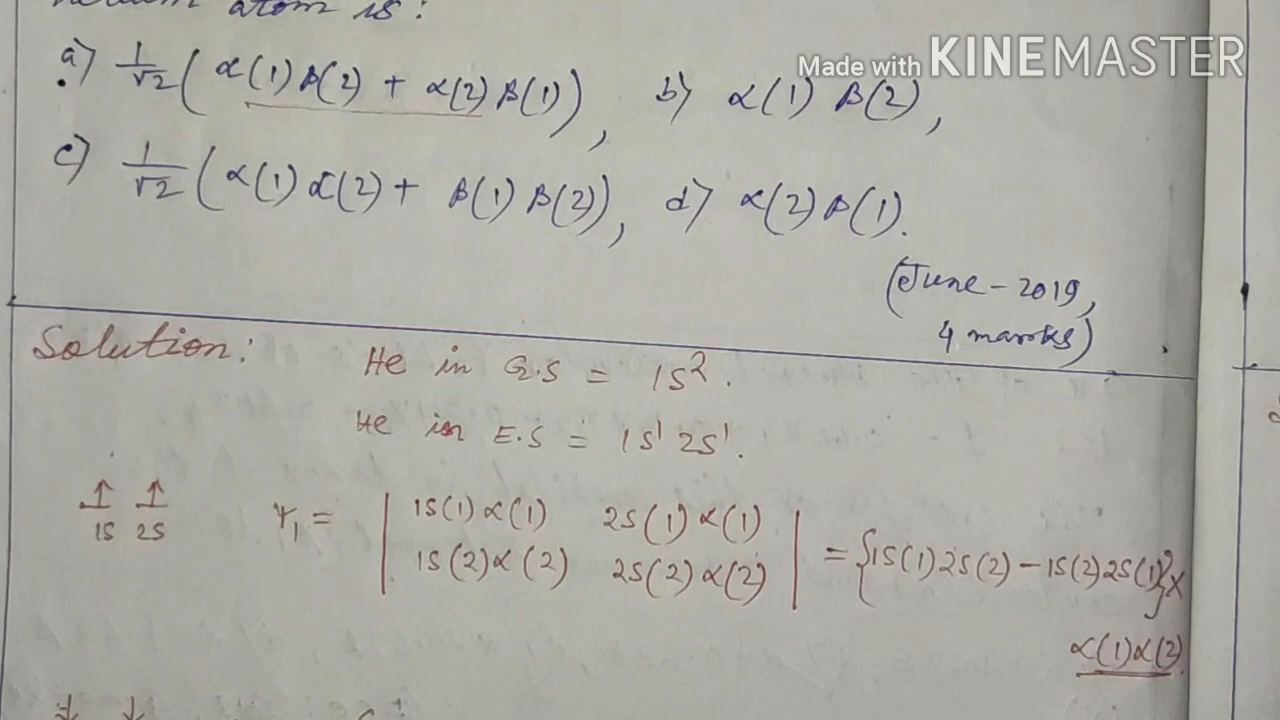 atom is:
Made with KINEMASTER
a) 1/√2 ( α(1) β(2) + α(2) β(1) ), b) α(1) β(2),
c) 1/√2 ( α(1) α(2) + β(1) β(2) ), d) α(2) β(1).
(June - 2019,
4 marks)
Solution: He in G.S = 1s².
He in E.S = 1s¹ 2s¹.
↑ ↑
1s 2s
Ψ₁ = | 1s(1) α(1) 2s(1) α(1) |
| 1s(2) α(2) 2s(2) α(2) | = {1s(1) 2s(2) − 1s(2) 2s(1)} ×
α(1) α(2)